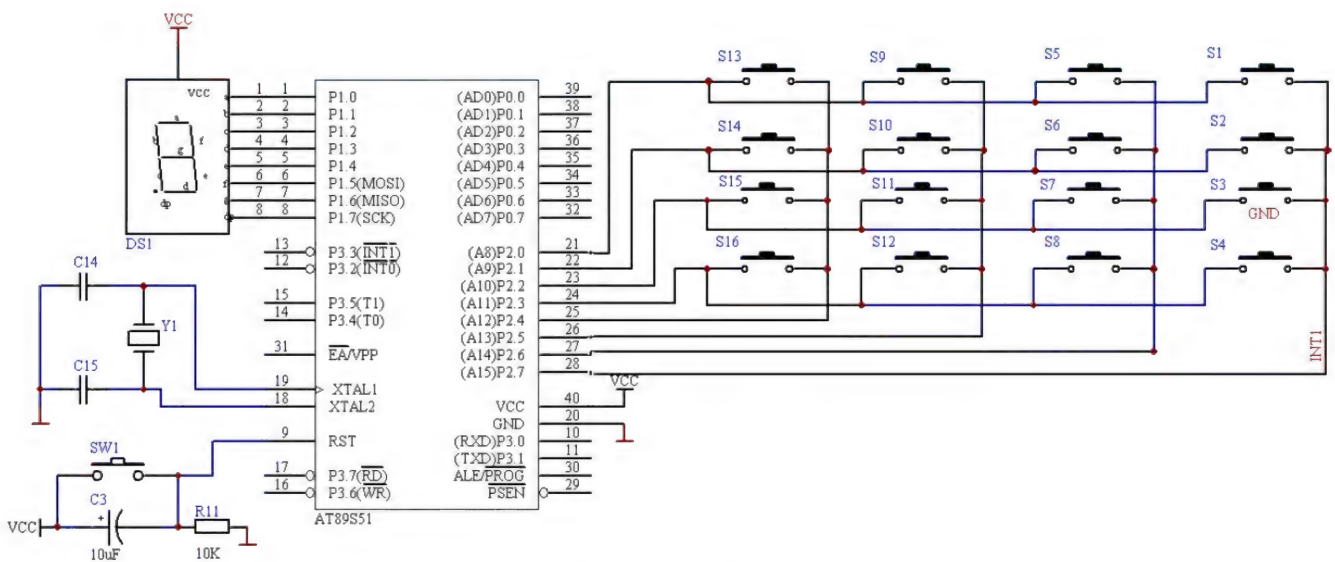 VCC
vcc
a
b
f
g
c
e
d
dp
DS1
1 1 P1.0
2 2 P1.1
3 3 P1.2
4 4 P1.3
5 5 P1.4
6 6 P1.5(MOSI)
7 7 P1.6(MISO)
8 8 P1.7(SCK)
13 P3.3(INT1)
12 P3.2(INT0)
15 P3.5(T1)
14 P3.4(T0)
31 EA/VPP
19 XTAL1
18 XTAL2
9 RST
17 P3.7(RD)
16 P3.6(WR)
(AD0)P0.0 39
(AD1)P0.1 38
(AD2)P0.2 37
(AD3)P0.3 36
(AD4)P0.4 35
(AD5)P0.5 34
(AD6)P0.6 33
(AD7)P0.7 32
(A8)P2.0 21
(A9)P2.1 22
(A10)P2.2 23
(A11)P2.3 24
(A12)P2.4 25
(A13)P2.5 26
(A14)P2.6 27
(A15)P2.7 28
VCC 40
GND 20
(RXD)P3.0 10
(TXD)P3.1 11
ALE/PROG 30
PSEN 29
AT89S51
VCC
C14
Y1
C15
SW1
C3
+
VCC
10uF
R11
10K
S13 S9 S5 S1
S14 S10 S6 S2
S15 S11 S7 S3
GND
S16 S12 S8 S4
INT1